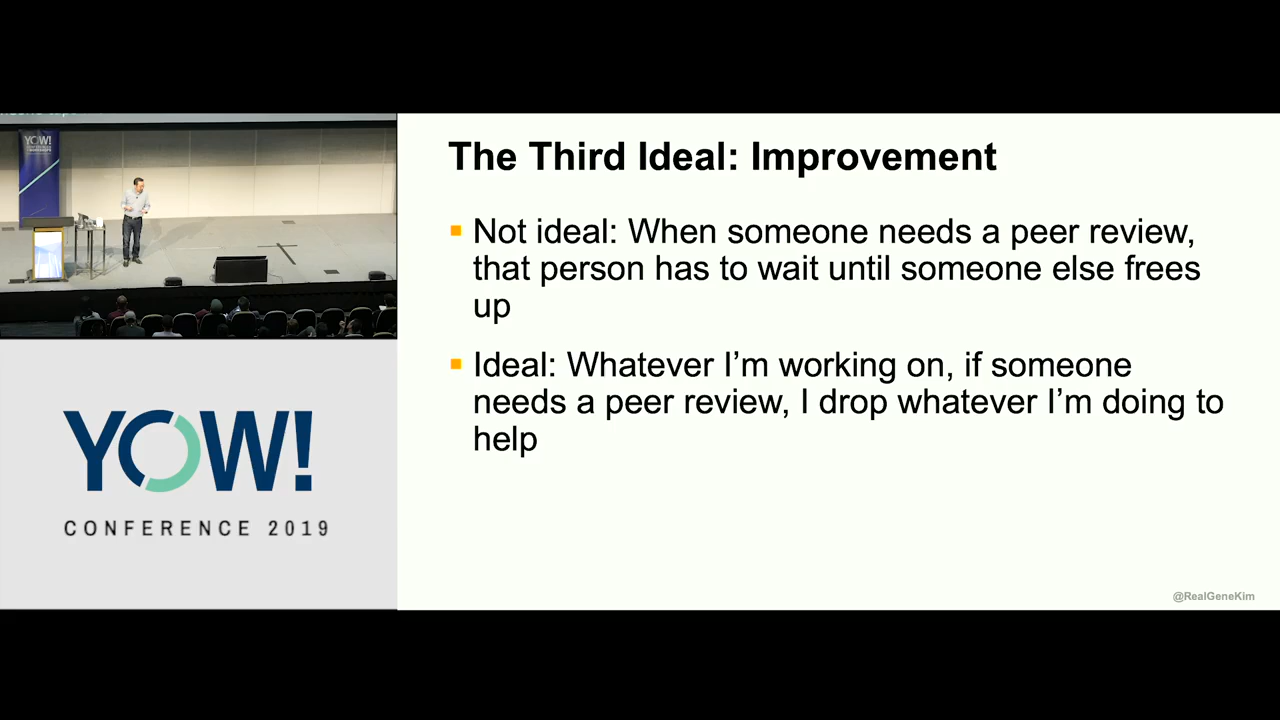 YOW!
The Third Ideal: Improvement
Not ideal: When someone needs a peer review,
that person has to wait until someone else frees
up
Ideal: Whatever I’m working on, if someone
needs a peer review, I drop whatever I’m doing to
help
YOW!
CONFERENCE 2019
@RealGeneKim